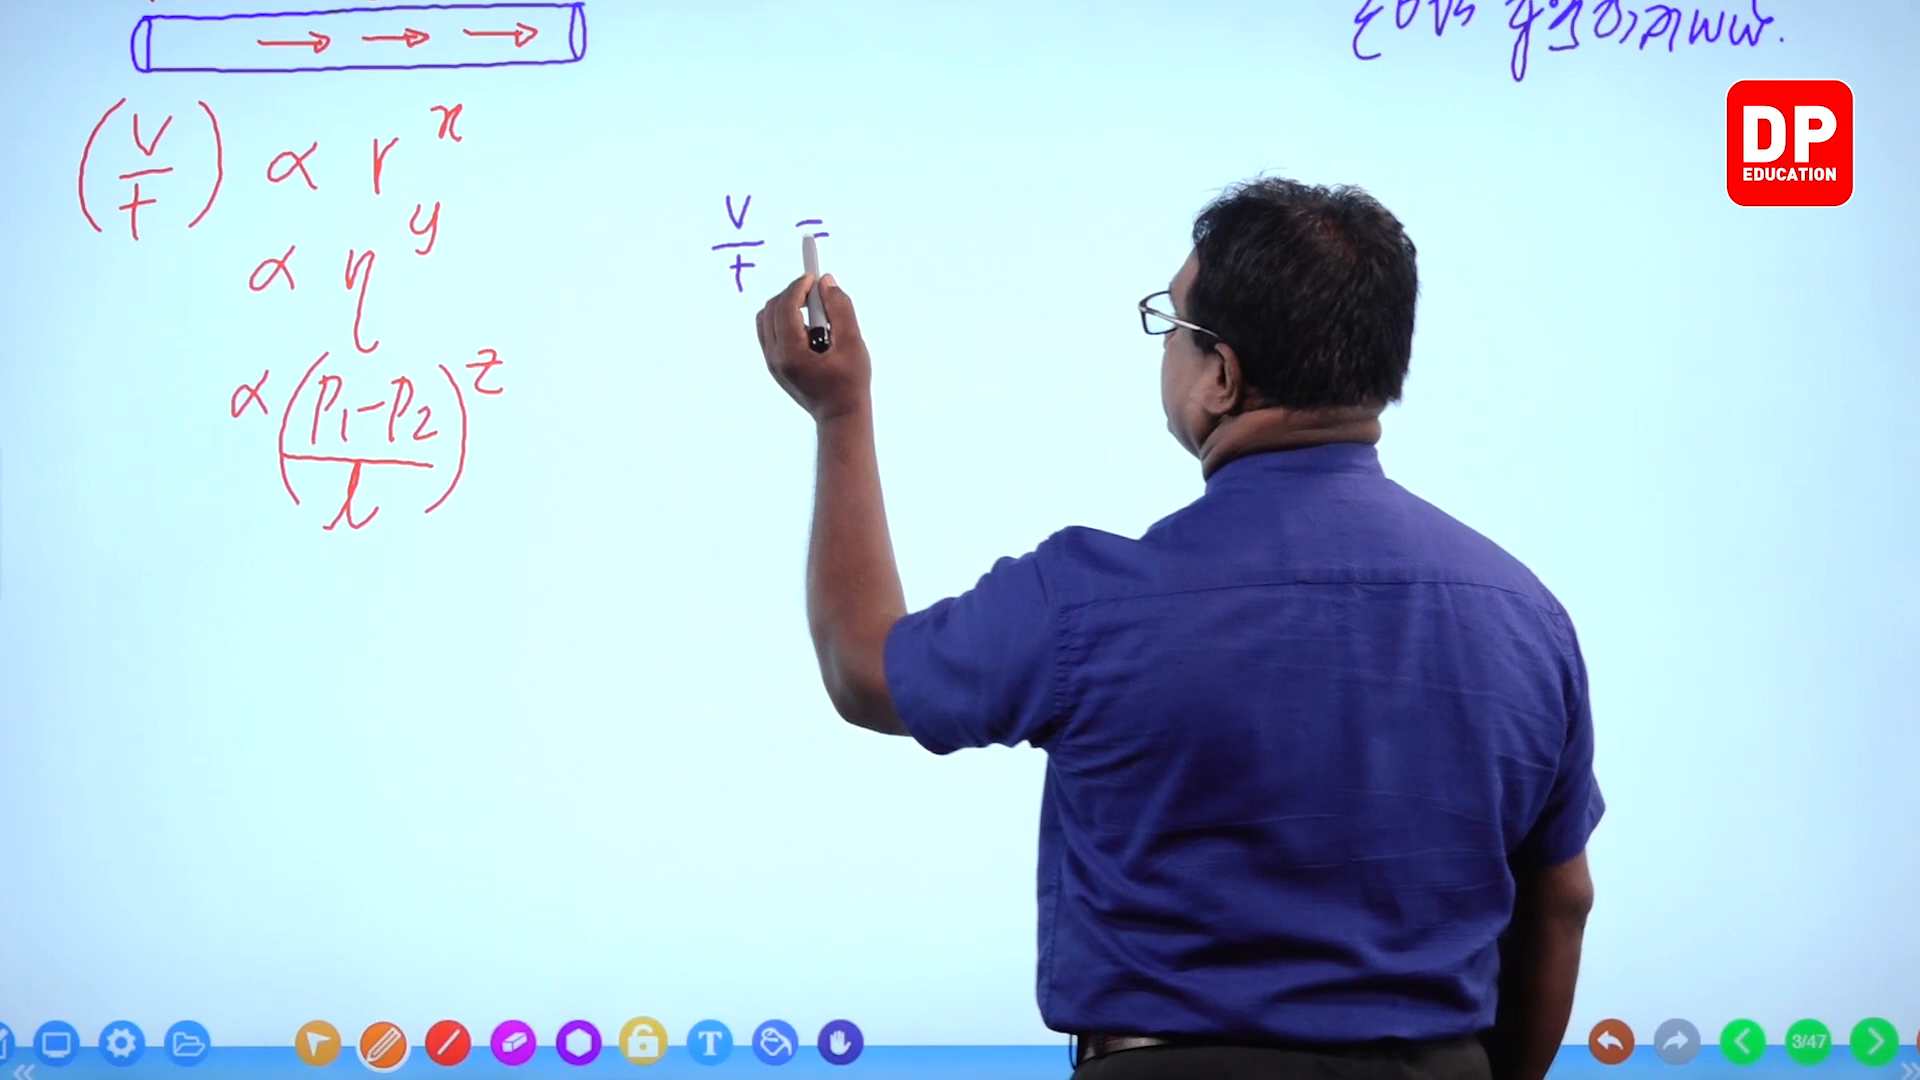 (V/t) α r^x
α η^y
α ((P₁-P₂)/l)^z
V/t =
DP
EDUCATION
T
3/47